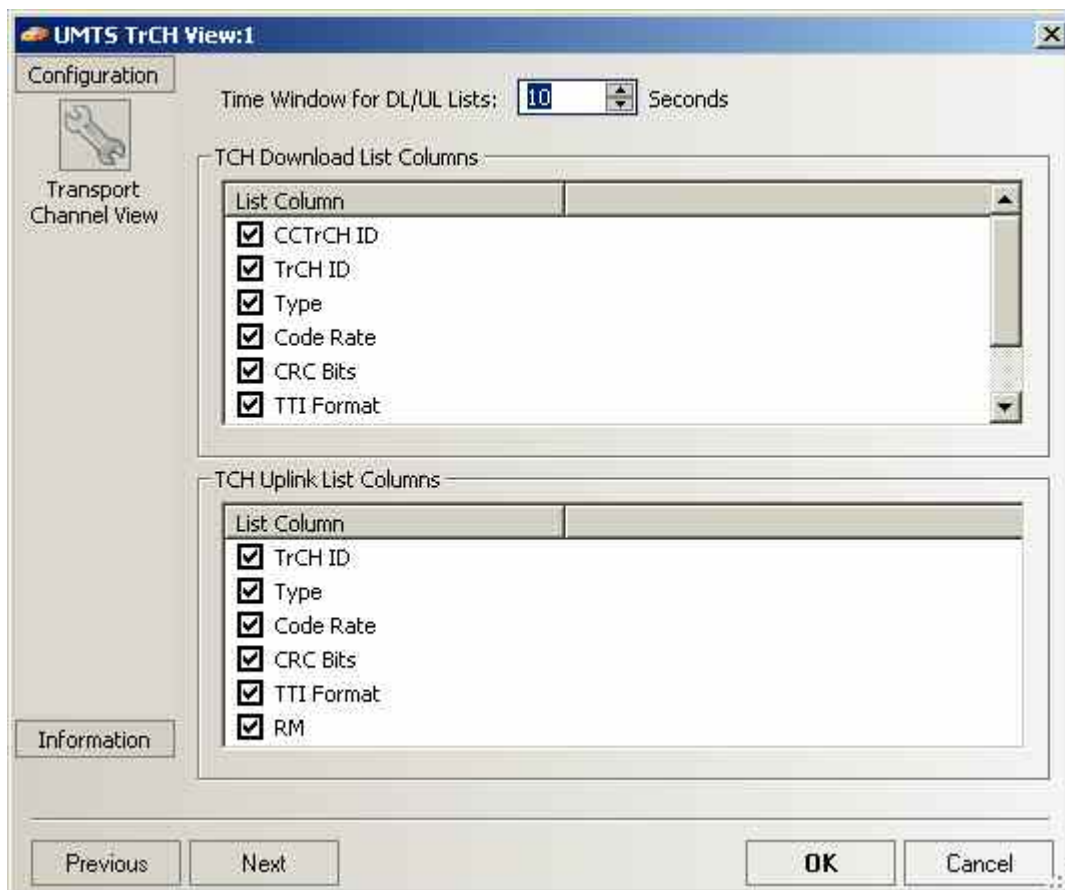 UMTS TrCH View:1
Configuration
Transport
Channel View
Information
Time Window for DL/UL Lists: 10 Seconds
TCH Download List Columns
List Column
CCTrCH ID
TrCH ID
Type
Code Rate
CRC Bits
TTI Format
TCH Uplink List Columns
List Column
TrCH ID
Type
Code Rate
CRC Bits
TTI Format
RM
Previous
Next
OK
Cancel